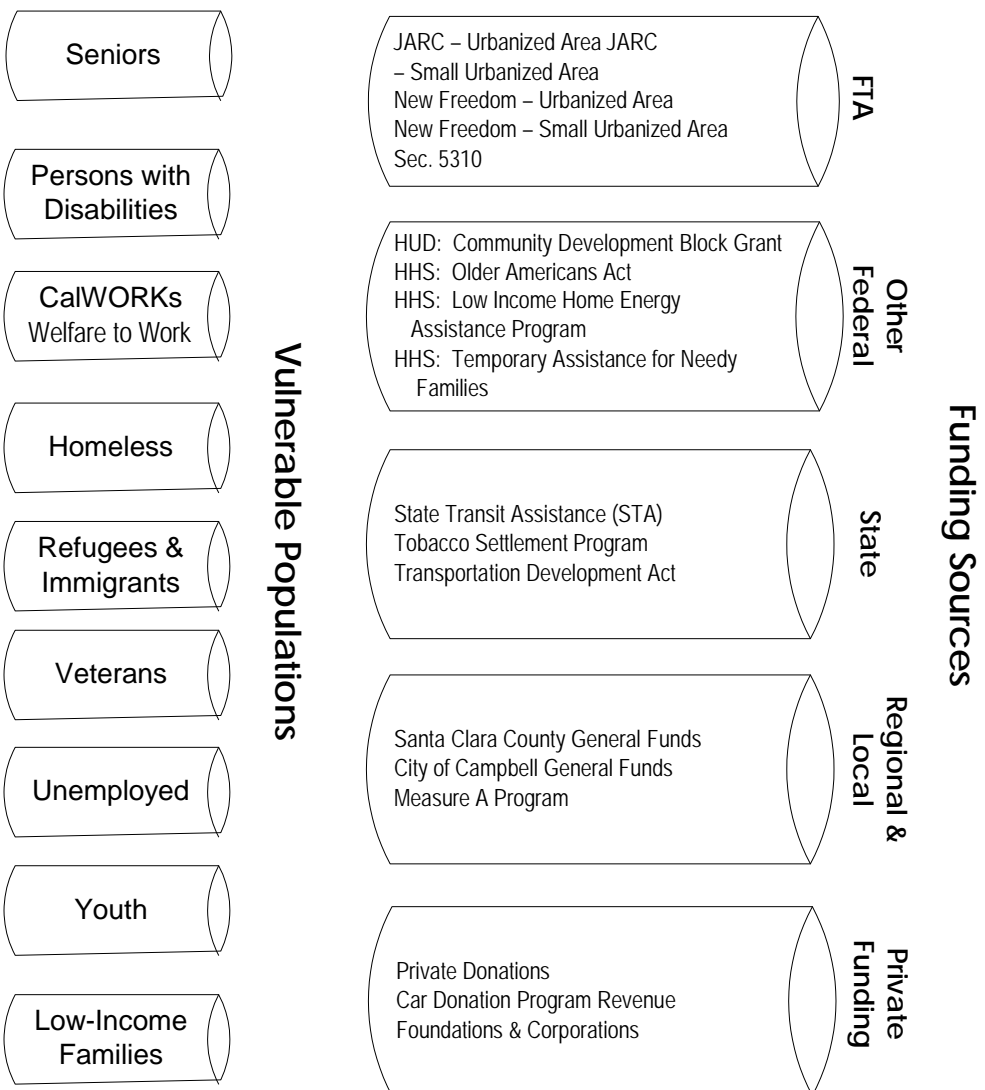 Seniors
Persons with
Disabilities
CalWORKs
Welfare to Work
Homeless
Refugees &
Immigrants
Veterans
Unemployed
Youth
Low-Income
Families
Vulnerable Populations
JARC – Urbanized Area JARC
– Small Urbanized Area
New Freedom – Urbanized Area
New Freedom – Small Urbanized Area
Sec. 5310
FTA
HUD: Community Development Block Grant
HHS: Older Americans Act
HHS: Low Income Home Energy
Assistance Program
HHS: Temporary Assistance for Needy
Families
Other
Federal
State Transit Assistance (STA)
Tobacco Settlement Program
Transportation Development Act
State
Santa Clara County General Funds
City of Campbell General Funds
Measure A Program
Regional &
Local
Private Donations
Car Donation Program Revenue
Foundations & Corporations
Private
Funding
Funding Sources